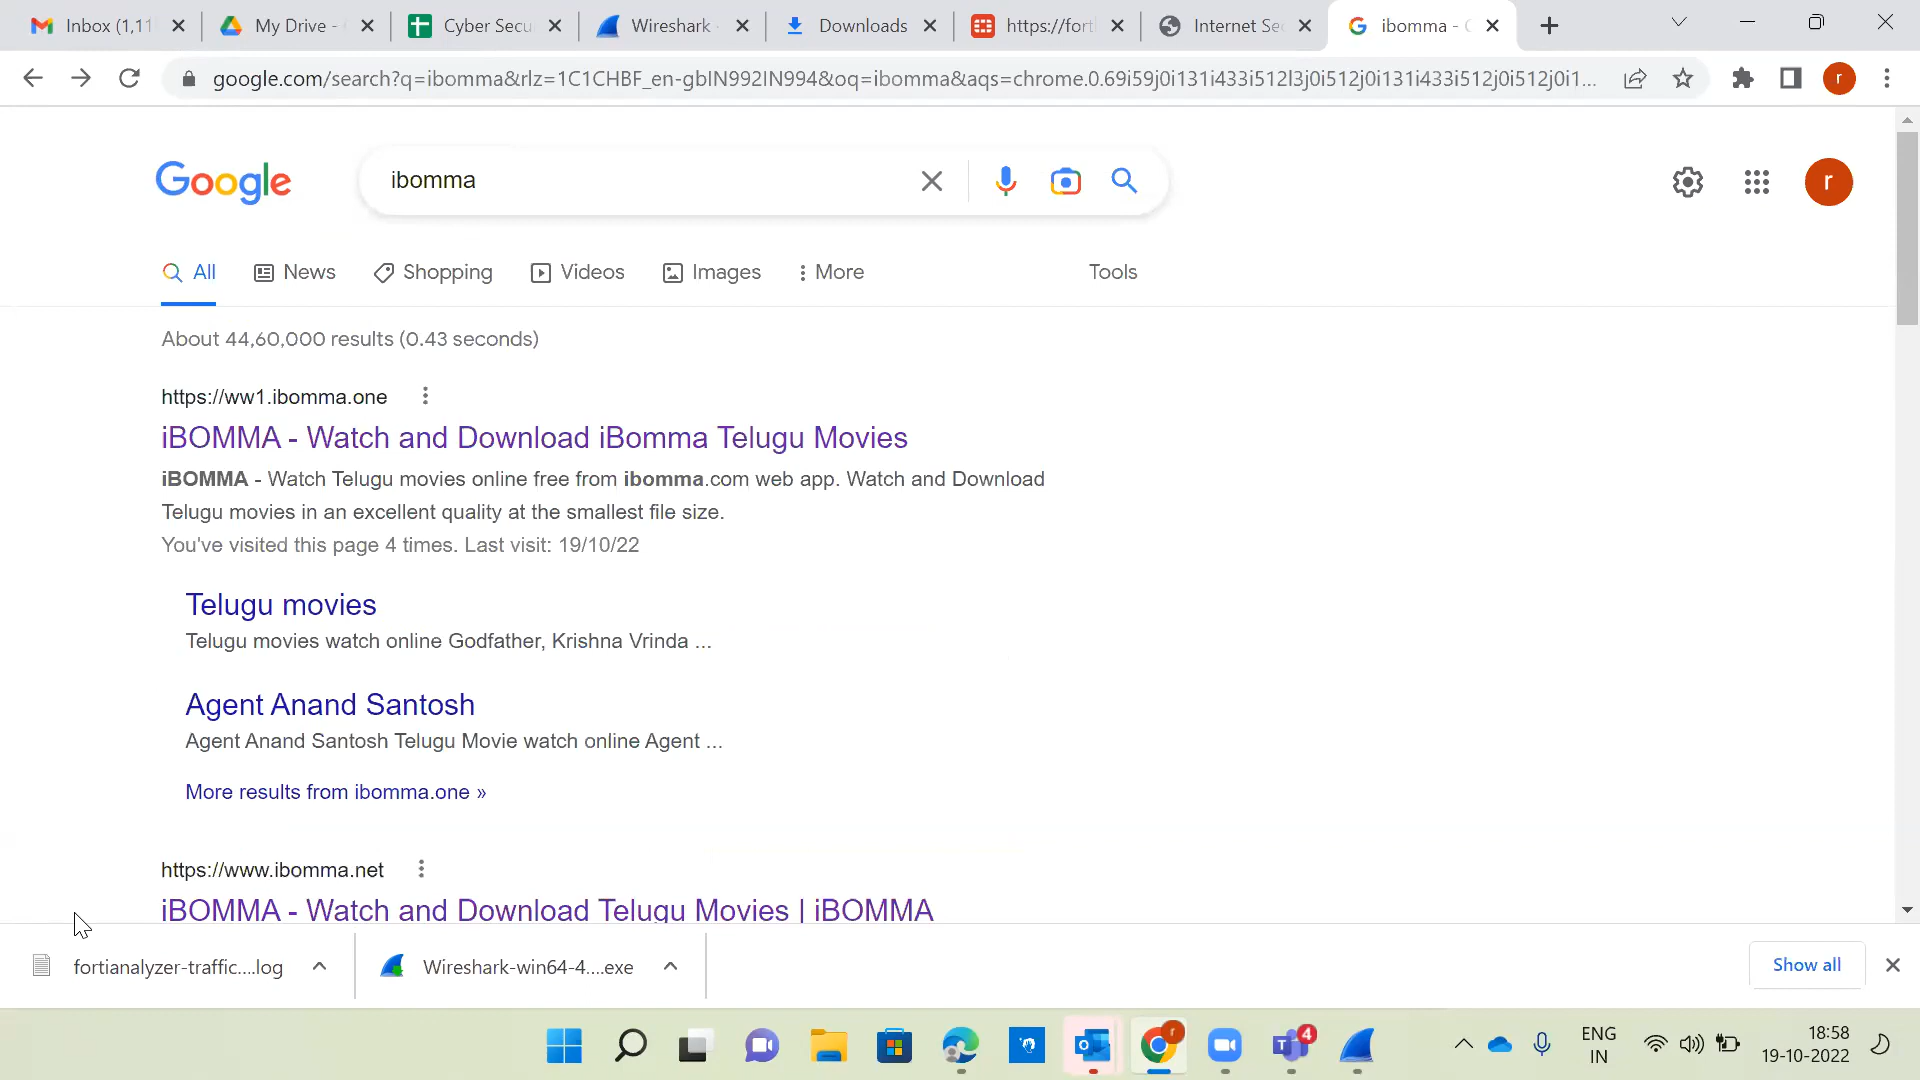 Inbox (1,11
My Drive -
Cyber Secu
Wireshark
Downloads
https://fort
Internet Se
ibomma -
google.com/search?q=ibomma&rlz=1C1CHBF_en-gbIN992IN994&oq=ibomma&aqs=chrome.0.69i59j0i131i433i512l3j0i512j0i131i433i512j0i512j0i1...
r
Google
ibomma
r
All
News
Shopping
Videos
Images
More
Tools
About 44,60,000 results (0.43 seconds)
https://ww1.ibomma.one
iBOMMA - Watch and Download iBomma Telugu Movies
iBOMMA - Watch Telugu movies online free from ibomma.com web app. Watch and Download
Telugu movies in an excellent quality at the smallest file size.
You've visited this page 4 times. Last visit: 19/10/22
Telugu movies
Telugu movies watch online Godfather, Krishna Vrinda ...
Agent Anand Santosh
Agent Anand Santosh Telugu Movie watch online Agent ...
More results from ibomma.one »
https://www.ibomma.net
iBOMMA - Watch and Download Telugu Movies | iBOMMA
fortianalyzer-traffic....log
Wireshark-win64-4....exe
Show all
4
ENG
IN
18:58
19-10-2022